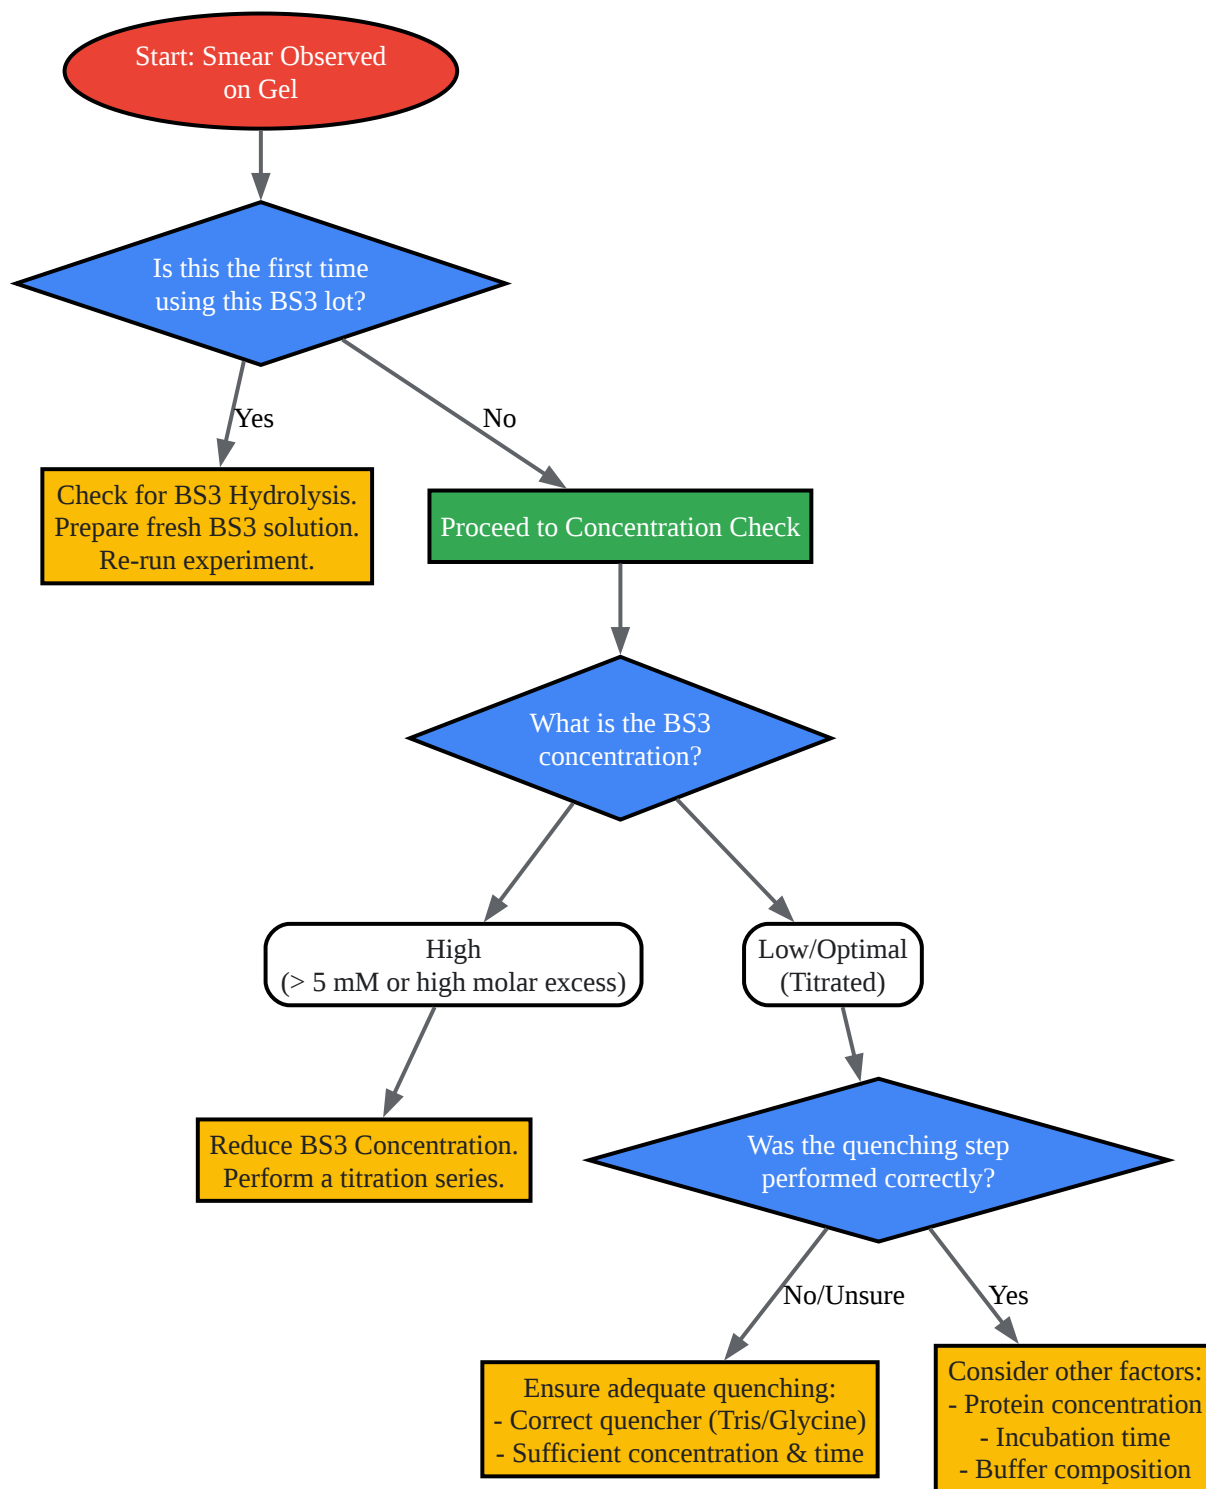 Start: Smear Observed
on Gel
Is this the first time
using this BS3 lot?
Yes
No
Check for BS3 Hydrolysis.
Prepare fresh BS3 solution.
Re-run experiment.
Proceed to Concentration Check
What is the BS3
concentration?
High
(> 5 mM or high molar excess)
Low/Optimal
(Titrated)
Reduce BS3 Concentration.
Perform a titration series.
Was the quenching step
performed correctly?
No/Unsure
Yes
Ensure adequate quenching:
- Correct quencher (Tris/Glycine)
- Sufficient concentration & time
Consider other factors:
- Protein concentration
- Incubation time
- Buffer composition